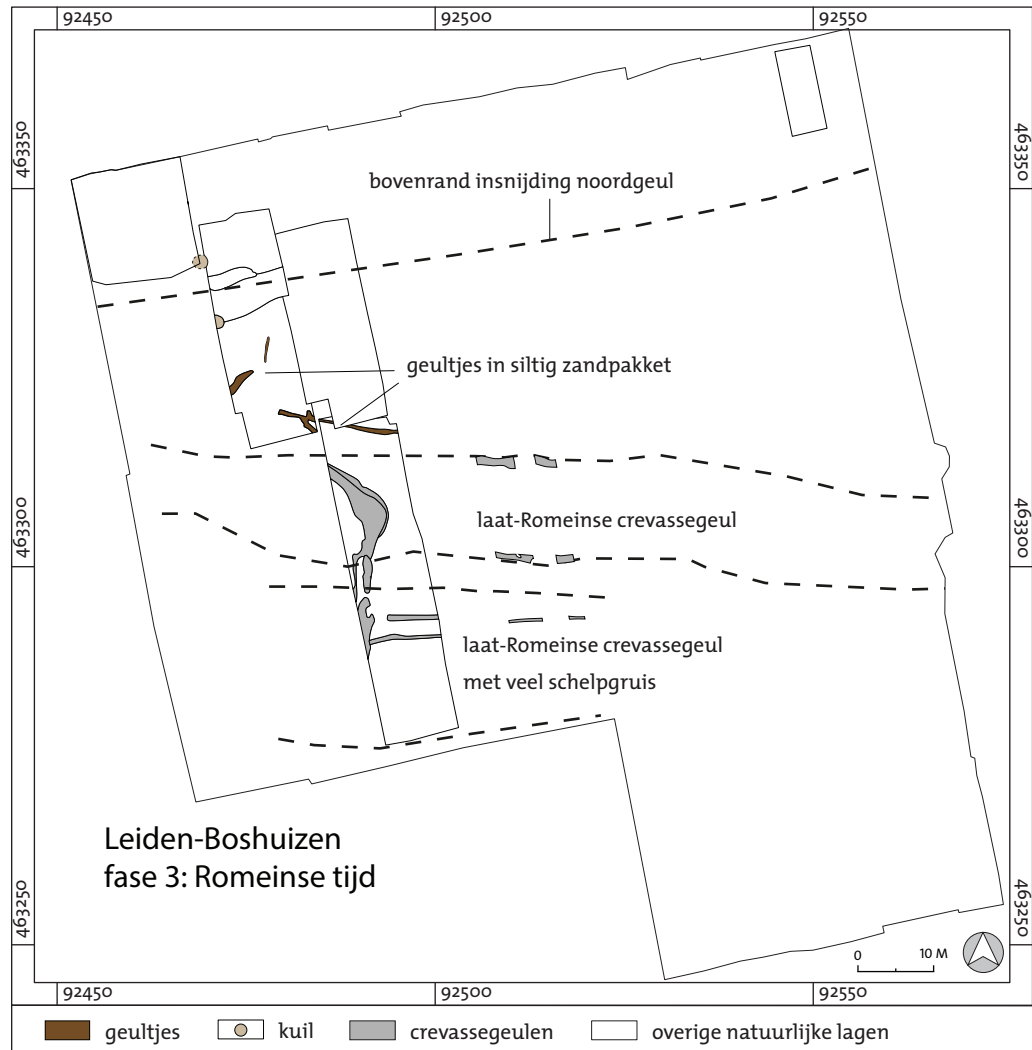 92450 92500 92550
463350 463350
bovenrand insnijding noordgeul
geultjes in siltig zandpakket
laat-Romeinse crevassegeul
463300 463300
laat-Romeinse crevassegeul
met veel schelpgruis
Leiden-Boshuizen
fase 3: Romeinse tijd
463250 463250
0 10 M
92450 92500 92550
geultjes kuil crevassegeulen overige natuurlijke lagen